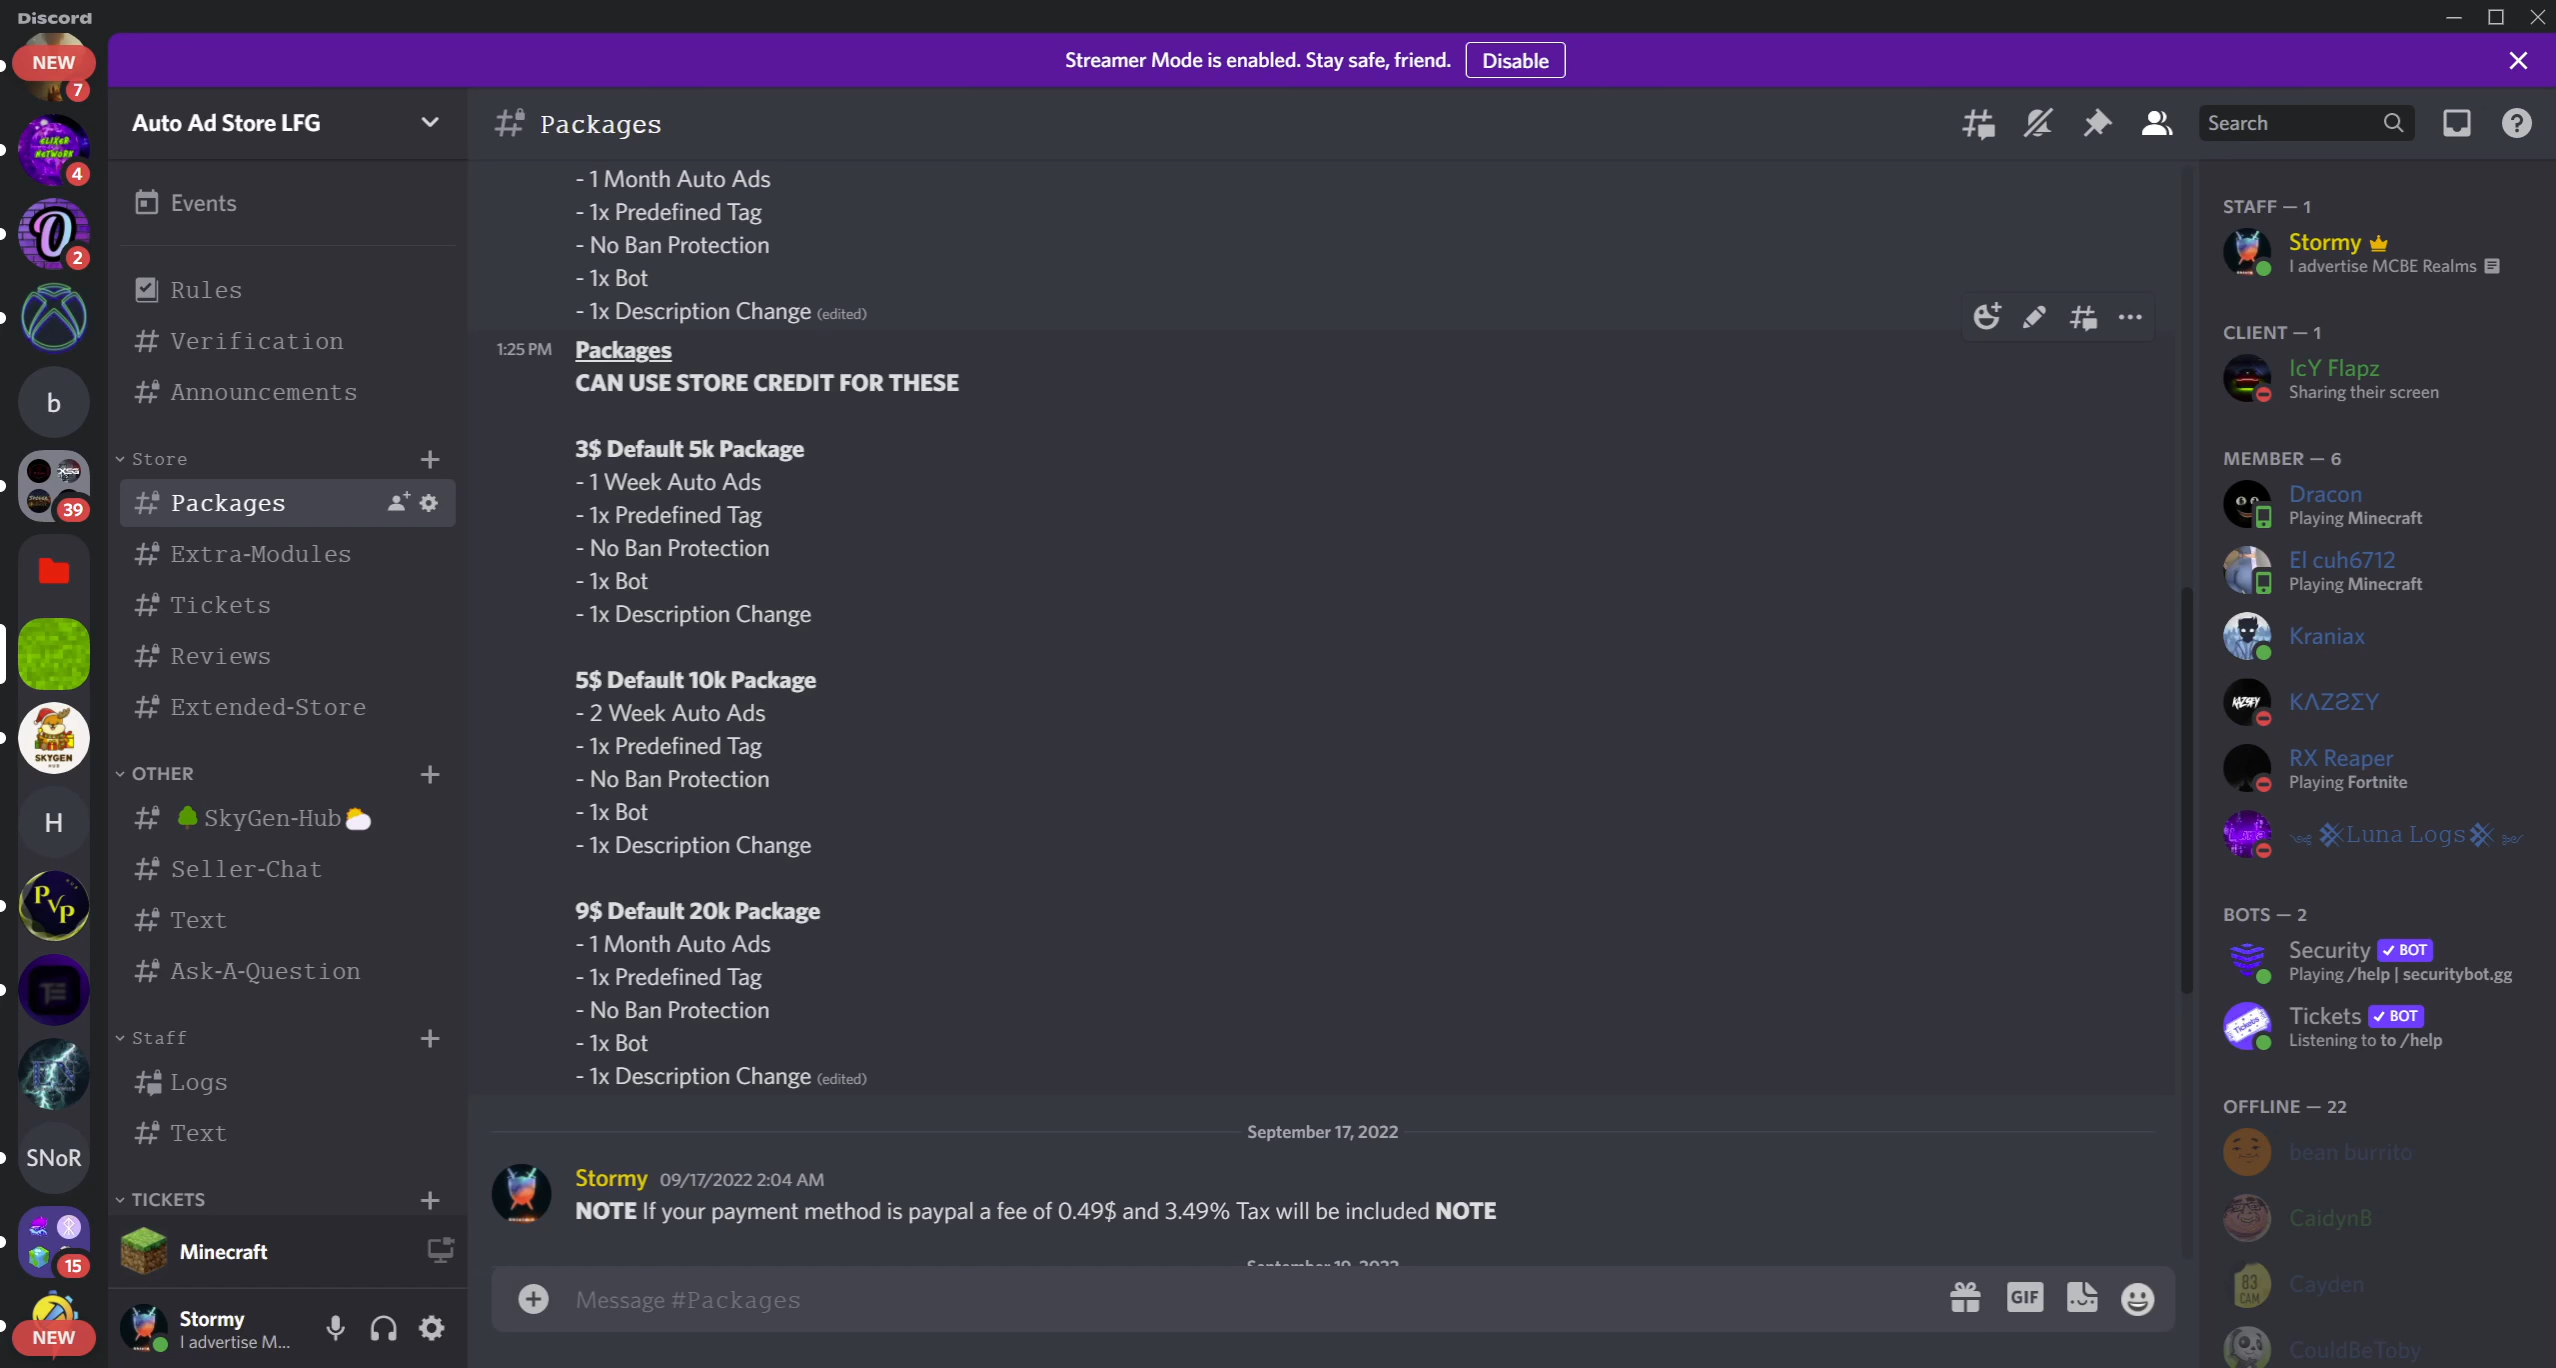 Discord
NEW
7
4
2
b
39
H
SKYGEN
PVP
SNoR
15
NEW
Streamer Mode is enabled. Stay safe, friend.
Disable
Auto Ad Store LFG
Events
Rules
Verification
Announcements
Store
Packages
Extra-Modules
Tickets
Reviews
Extended-Store
OTHER
SkyGen-Hub
Seller-Chat
Text
Ask-A-Question
Staff
Logs
Text
TICKETS
Minecraft
Stormy
I advertise M...
Packages
Search
- 1 Month Auto Ads
- 1x Predefined Tag
- No Ban Protection
- 1x Bot
- 1x Description Change (edited)
1:25 PM Packages
CAN USE STORE CREDIT FOR THESE
3$ Default 5k Package
- 1 Week Auto Ads
- 1x Predefined Tag
- No Ban Protection
- 1x Bot
- 1x Description Change
5$ Default 10k Package
- 2 Week Auto Ads
- 1x Predefined Tag
- No Ban Protection
- 1x Bot
- 1x Description Change
9$ Default 20k Package
- 1 Month Auto Ads
- 1x Predefined Tag
- No Ban Protection
- 1x Bot
- 1x Description Change (edited)
September 17, 2022
Stormy 09/17/2022 2:04 AM
NOTE If your payment method is paypal a fee of 0.49$ and 3.49% Tax will be included NOTE
Message #Packages
GIF
STAFF — 1
Stormy
I advertise MCBE Realms
CLIENT — 1
IcY Flapz
Sharing their screen
MEMBER — 6
Dracon
Playing Minecraft
El cuh6712
Playing Minecraft
Kraniax
KΛZƧΣY
RX Reaper
Playing Fortnite
Luna Logs
BOTS — 2
Security ✓ BOT
Playing /help | securitybot.gg
Tickets ✓ BOT
Listening to to /help
OFFLINE — 22
bean burrito
CaidynB
Cayden
CouldBeToby